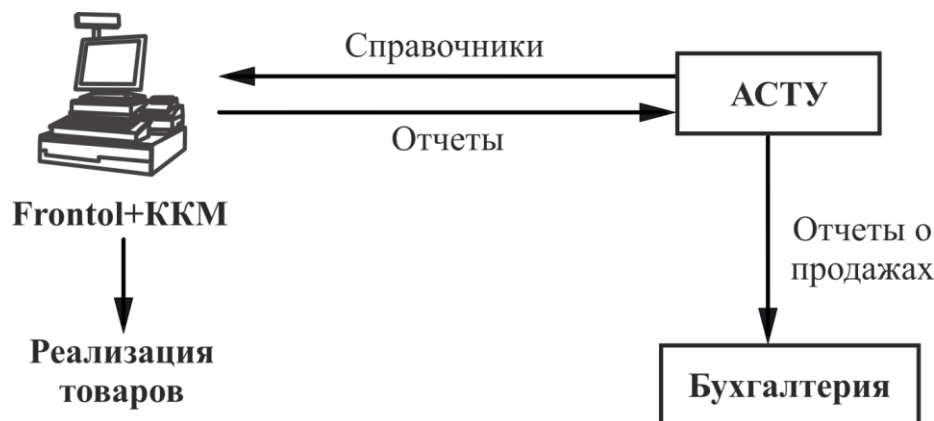 Справочники
АСТУ
Отчеты
Frontol+ККМ
Отчеты о
продажах
Реализация
товаров
Бухгалтерия